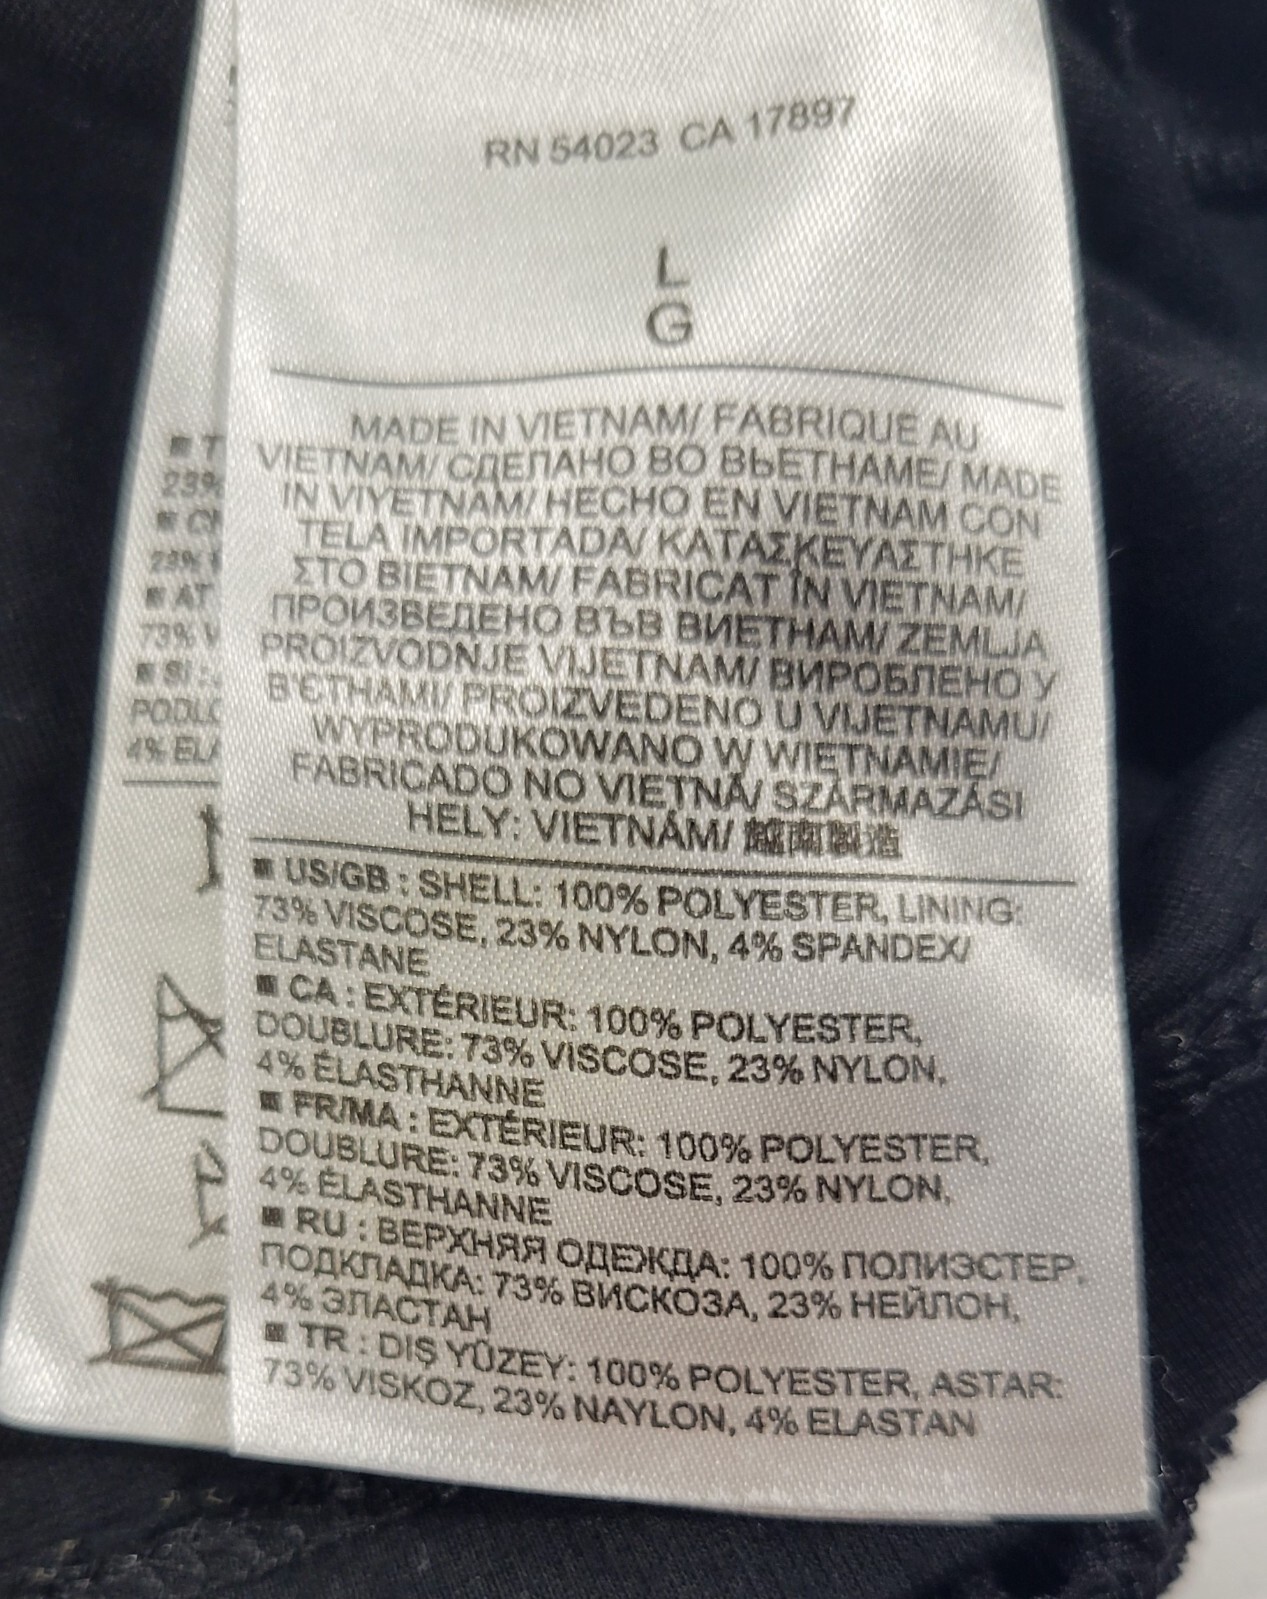 RN 54023 CA 17897
L
G
MADE IN VIETNAM/ FABRIQUE AU
VIETNAM/ СДЕЛАНО ВО ВЬЕТНАМЕ/ MADE
IN VIYETNAM/ HECHO EN VIETNAM CON
TELA IMPORTADA/ ΚΑΤΑΣΚΕΥΑΣΤΗΚΕ
ΣΤΟ ΒΙΕΤΝΑΜ/ FABRICAT ÎN VIETNAM/
ПРОИЗВЕДЕНО ВЪВ ВИЕТНАМ/ ZEMLJA
PROIZVODNJE VIJETNAM/ ВИРОБЛЕНО У
В'ЄТНАМІ/ PROIZVEDENO U VIJETNAMU/
WYPRODUKOWANO W WIETNAMIE/
FABRICADO NO VIETNÃ/ SZÁRMAZÁSI
HELY: VIETNÁM/ 越南製造
US/GB : SHELL: 100% POLYESTER, LINING:
73% VISCOSE, 23% NYLON, 4% SPANDEX/
ELASTANE
CA : EXTÉRIEUR: 100% POLYESTER,
DOUBLURE: 73% VISCOSE, 23% NYLON,
4% ÉLASTHANNE
FR/MA : EXTÉRIEUR: 100% POLYESTER,
DOUBLURE: 73% VISCOSE, 23% NYLON,
4% ÉLASTHANNE
RU : ВЕРХНЯЯ ОДЕЖДА: 100% ПОЛИЭСТЕР,
ПОДКЛАДКА: 73% ВИСКОЗА, 23% НЕЙЛОН,
4% ЭЛАСТАН
TR : DIŞ YÜZEY: 100% POLYESTER, ASTAR:
73% VISKOZ, 23% NAYLON, 4% ELASTAN
23%
AT
73% V
SI :
4%